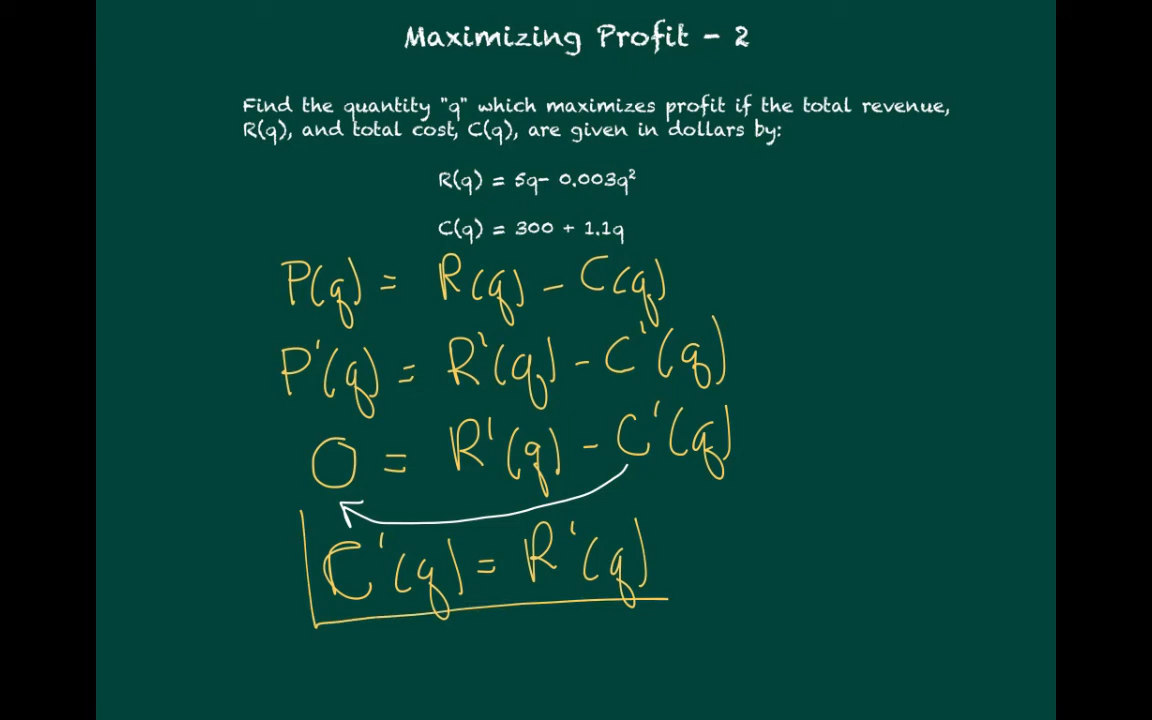 Maximizing Profit - 2
Find the quantity "q" which maximizes profit if the total revenue,
R(q), and total cost, C(q), are given in dollars by:
R(q) = 5q- 0.003q²
C(q) = 300 + 1.1q
P(q) = R(q) - C(q)
P'(q) = R'(q) - C'(q)
0 = R'(q) - C'(q)
C'(q) = R'(q)